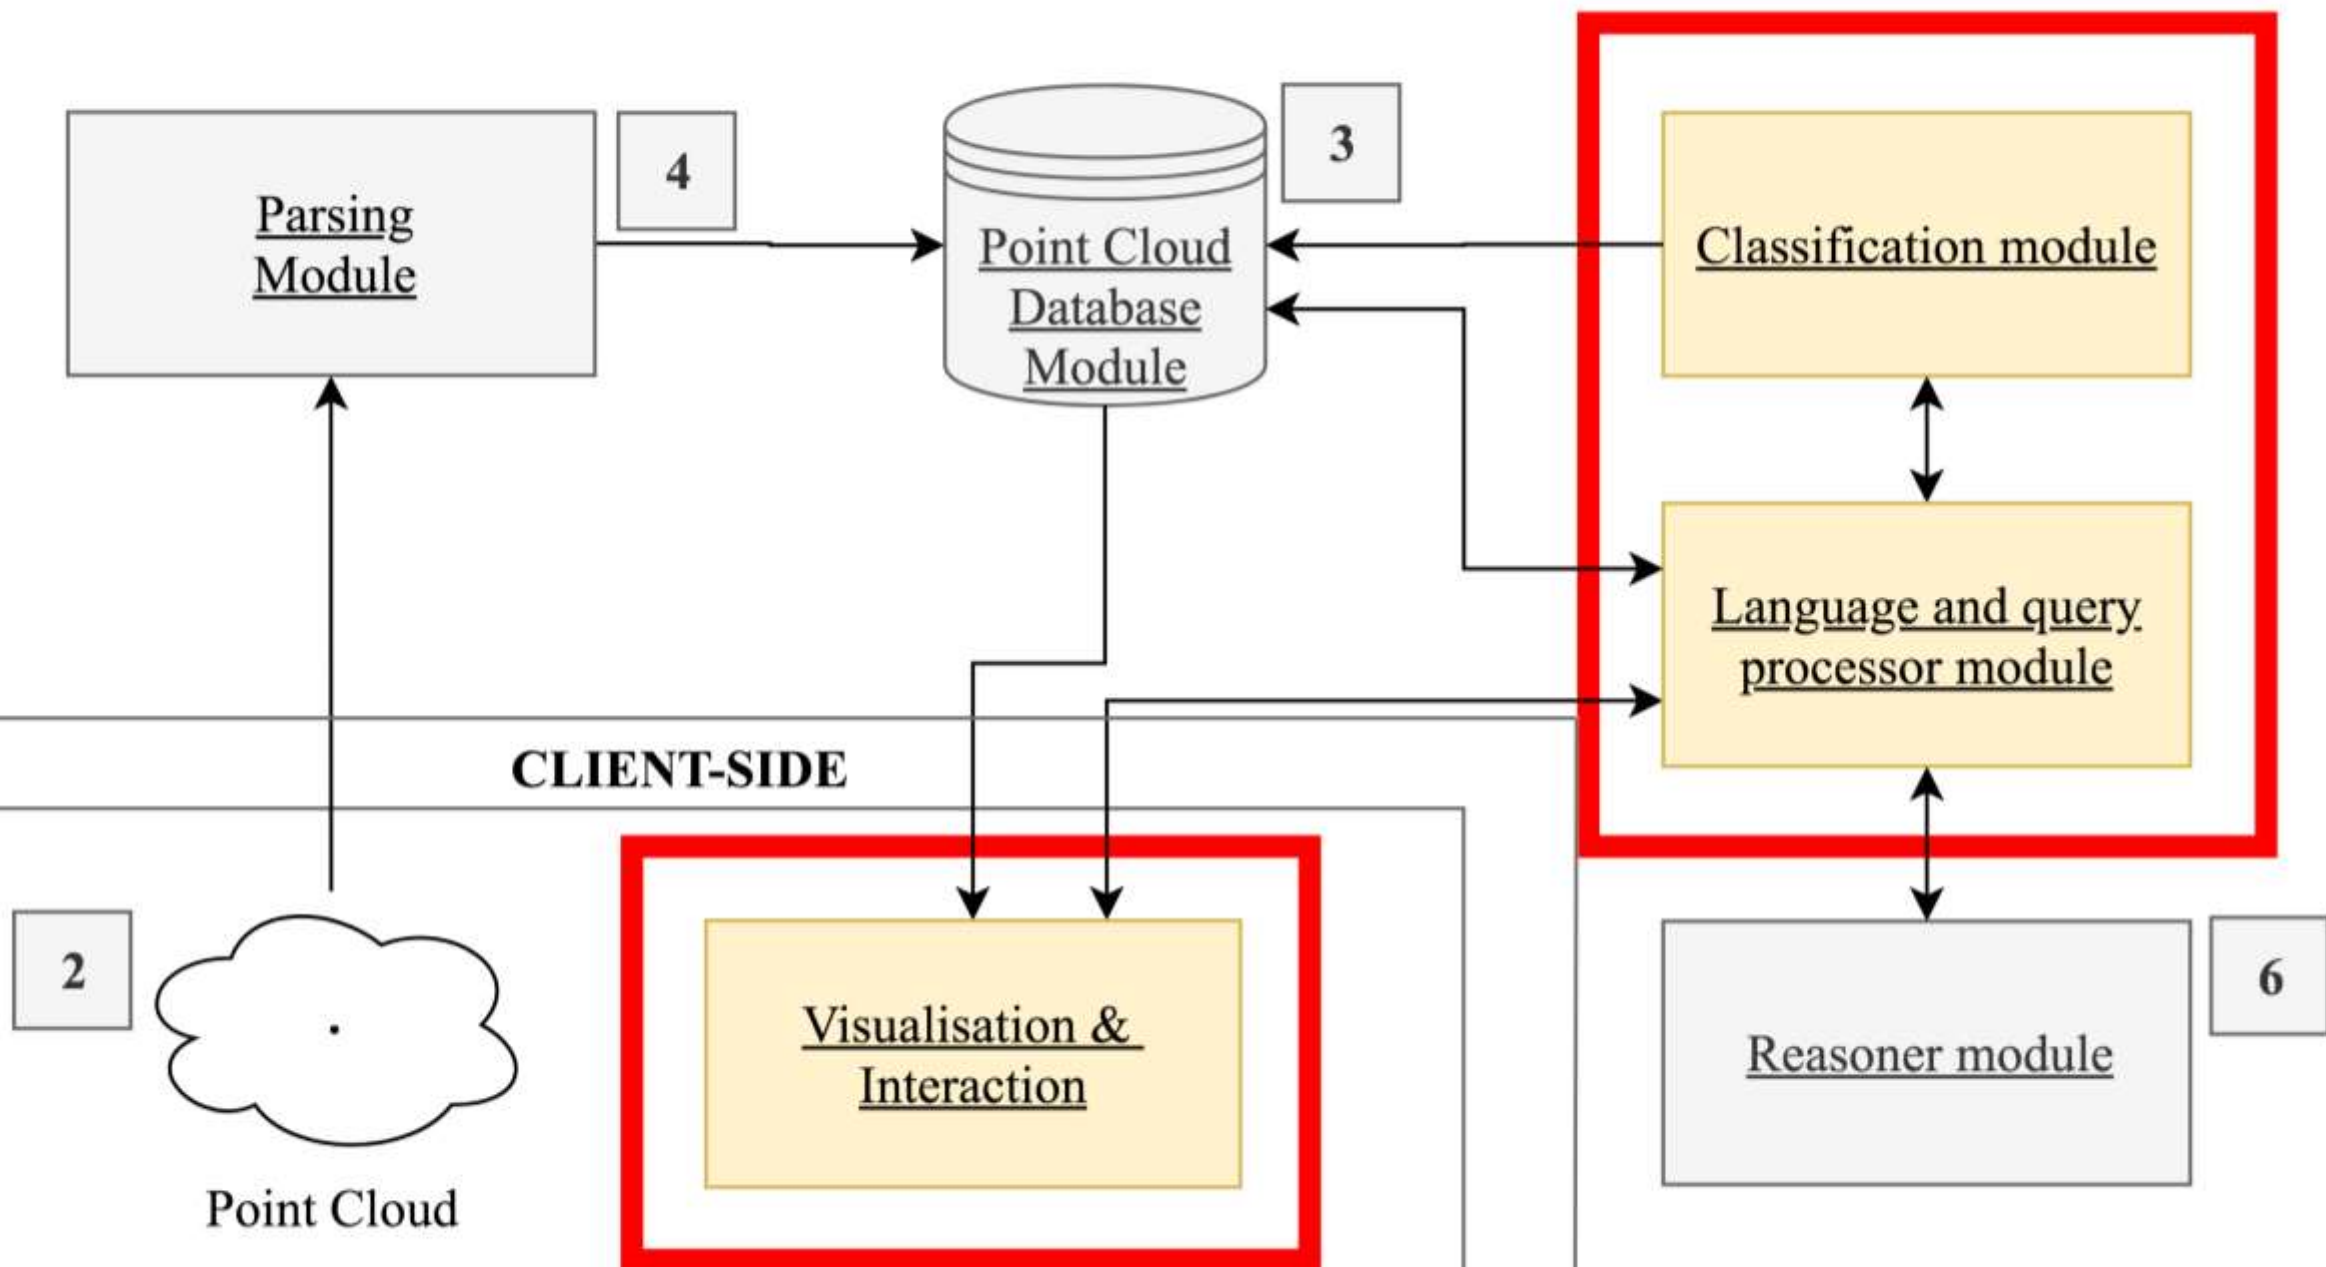 Parsing
Module
4
Point Cloud
Database
Module
3
Classification module
Language and query
processor module
CLIENT-SIDE
2
Point Cloud
Visualisation &
Interaction
Reasoner module
6